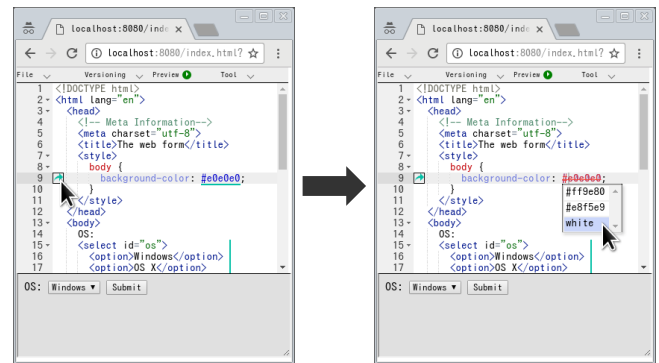 localhost:8080/inde
localhost:8080/index.html?
File Versioning Preview Tool
1 <!DOCTYPE html>
2 <html lang="en">
3 <head>
4 <!-- Meta Information-->
5 <meta charset="utf-8">
6 <title>The web form</title>
7 <style>
8 body {
9 background-color: #e0e0e0;
10 }
11 </style>
12 </head>
13 <body>
14 OS:
15 <select id="os">
16 <option>Windows</option>
17 <option>OS X</option>
OS: Windows Submit
localhost:8080/inde
localhost:8080/index.html?
File Versioning Preview Tool
1 <!DOCTYPE html>
2 <html lang="en">
3 <head>
4 <!-- Meta Information-->
5 <meta charset="utf-8">
6 <title>The web form</title>
7 <style>
8 body {
9 background-color: #e0e0e0;
#ff9e80
10 }
#e8f5e9
11 </style>
white
12 </head>
13 <body>
14 OS:
15 <select id="os">
16 <option>Windows</option>
17 <option>OS X</option>
OS: Windows Submit